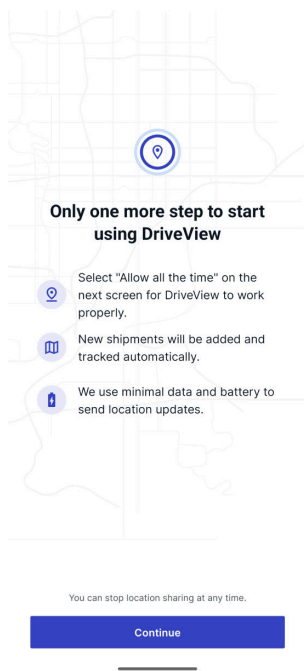 Only one more step to start
using DriveView
Select "Allow all the time" on the
next screen for DriveView to work
properly.
New shipments will be added and
tracked automatically.
We use minimal data and battery to
send location updates.
You can stop location sharing at any time.
Continue